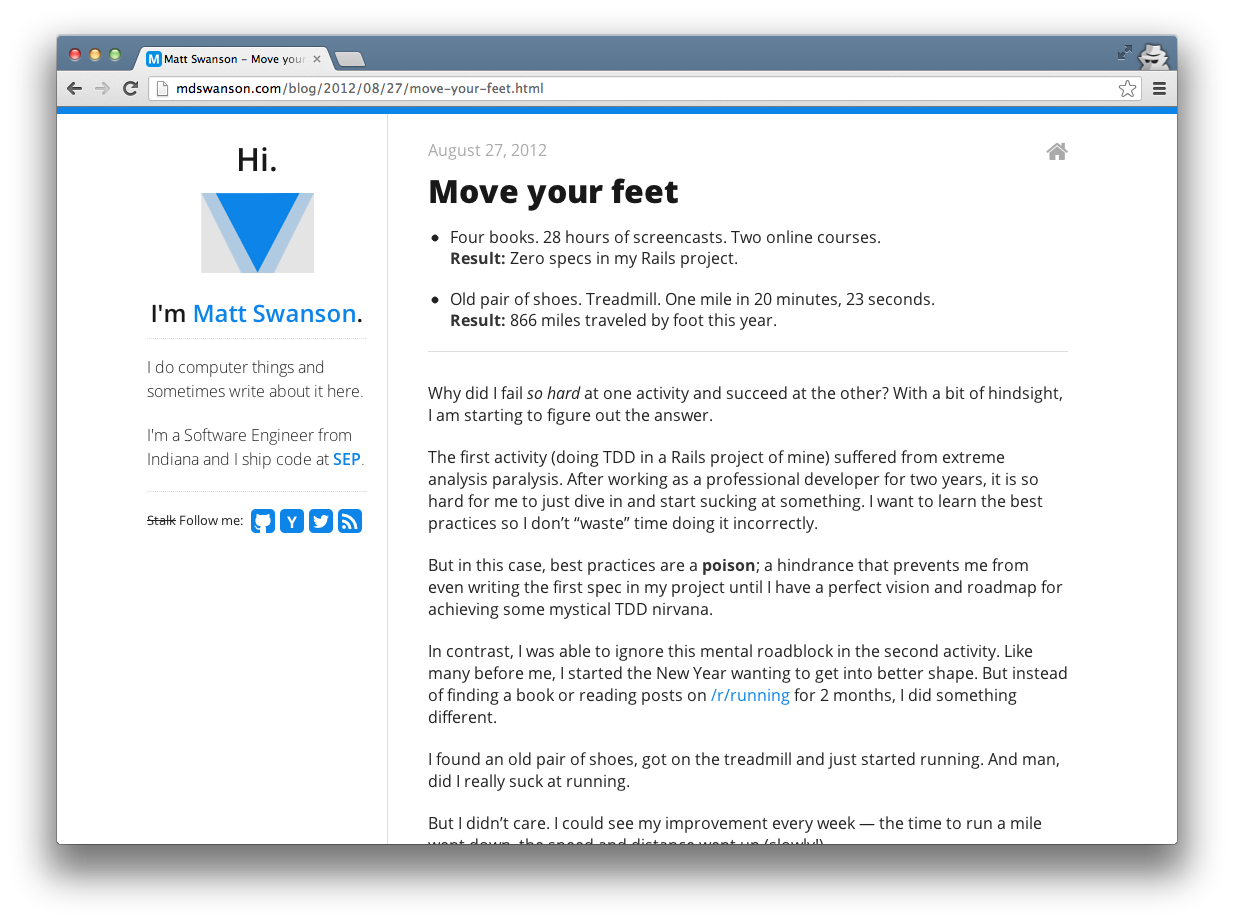 Matt Swanson – Move your
mdswanson.com/blog/2012/08/27/move-your-feet.html
Hi.
I'm Matt Swanson.
I do computer things and
sometimes write about it here.
I'm a Software Engineer from
Indiana and I ship code at SEP.
Stalk Follow me:
Y
August 27, 2012
Move your feet
Four books. 28 hours of screencasts. Two online courses.
Result: Zero specs in my Rails project.
Old pair of shoes. Treadmill. One mile in 20 minutes, 23 seconds.
Result: 866 miles traveled by foot this year.
Why did I fail so hard at one activity and succeed at the other? With a bit of hindsight,
I am starting to figure out the answer.
The first activity (doing TDD in a Rails project of mine) suffered from extreme
analysis paralysis. After working as a professional developer for two years, it is so
hard for me to just dive in and start sucking at something. I want to learn the best
practices so I don’t “waste” time doing it incorrectly.
But in this case, best practices are a poison; a hindrance that prevents me from
even writing the first spec in my project until I have a perfect vision and roadmap for
achieving some mystical TDD nirvana.
In contrast, I was able to ignore this mental roadblock in the second activity. Like
many before me, I started the New Year wanting to get into better shape. But instead
of finding a book or reading posts on /r/running for 2 months, I did something
different.
I found an old pair of shoes, got on the treadmill and just started running. And man,
did I really suck at running.
But I didn’t care. I could see my improvement every week — the time to run a mile
went down, the speed and distance went up (slowly!)